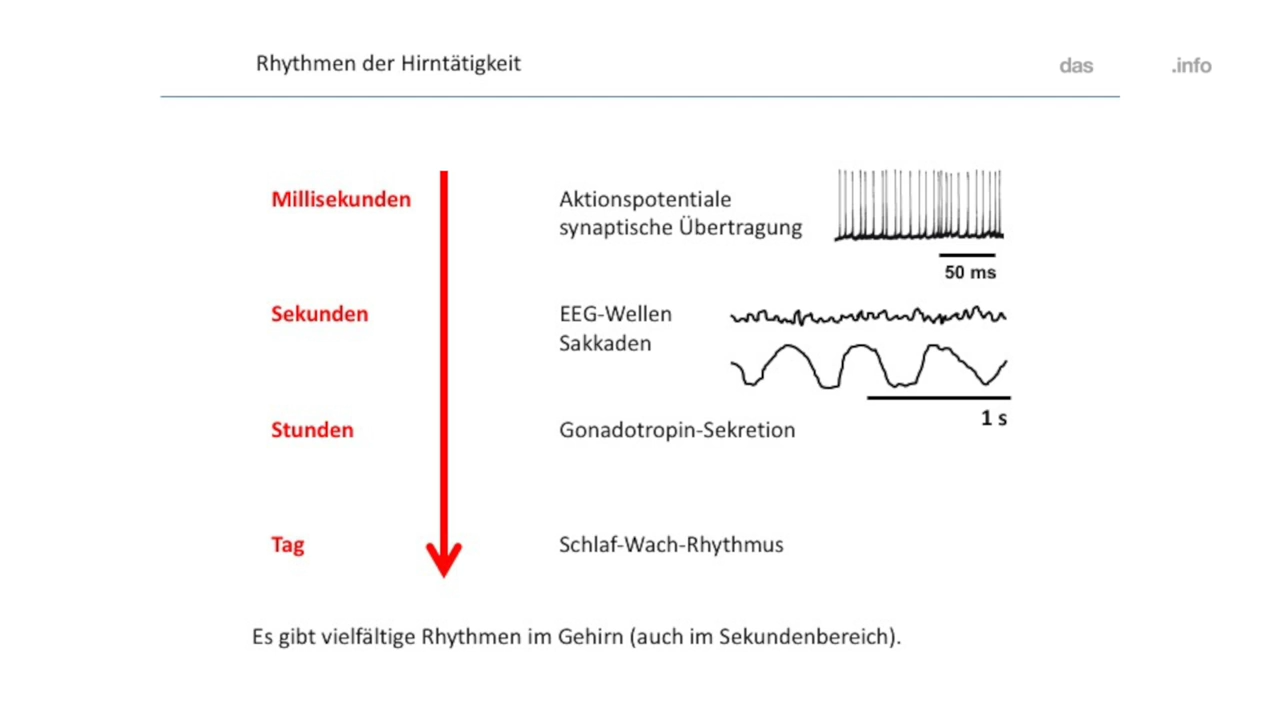 Rhythmen der Hirntätigkeit
das .info
Millisekunden
Aktionspotentiale
synaptische Übertragung
50 ms
Sekunden
EEG-Wellen
Sakkaden
1 s
Stunden
Gonadotropin-Sekretion
Tag
Schlaf-Wach-Rhythmus
Es gibt vielfältige Rhythmen im Gehirn (auch im Sekundenbereich).